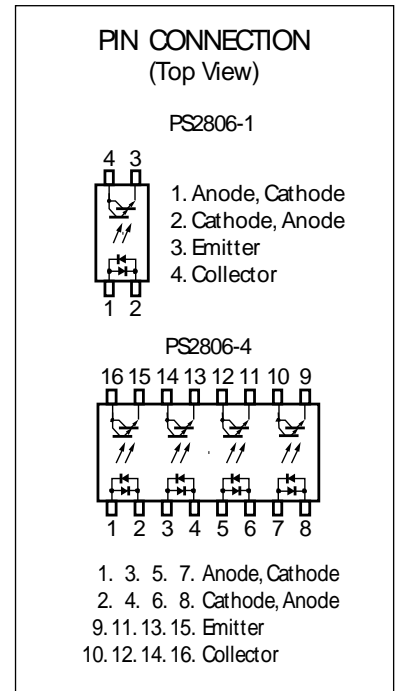 PIN CONNECTION
(Top View)
PS2806-1
4 3
1. Anode, Cathode
2. Cathode, Anode
3. Emitter
4. Collector
1 2
PS2806-4
16 15 14 13 12 11 10 9
1 2 3 4 5 6 7 8
1. 3. 5. 7. Anode, Cathode
2. 4. 6. 8. Cathode, Anode
9. 11. 13. 15. Emitter
10. 12. 14. 16. Collector